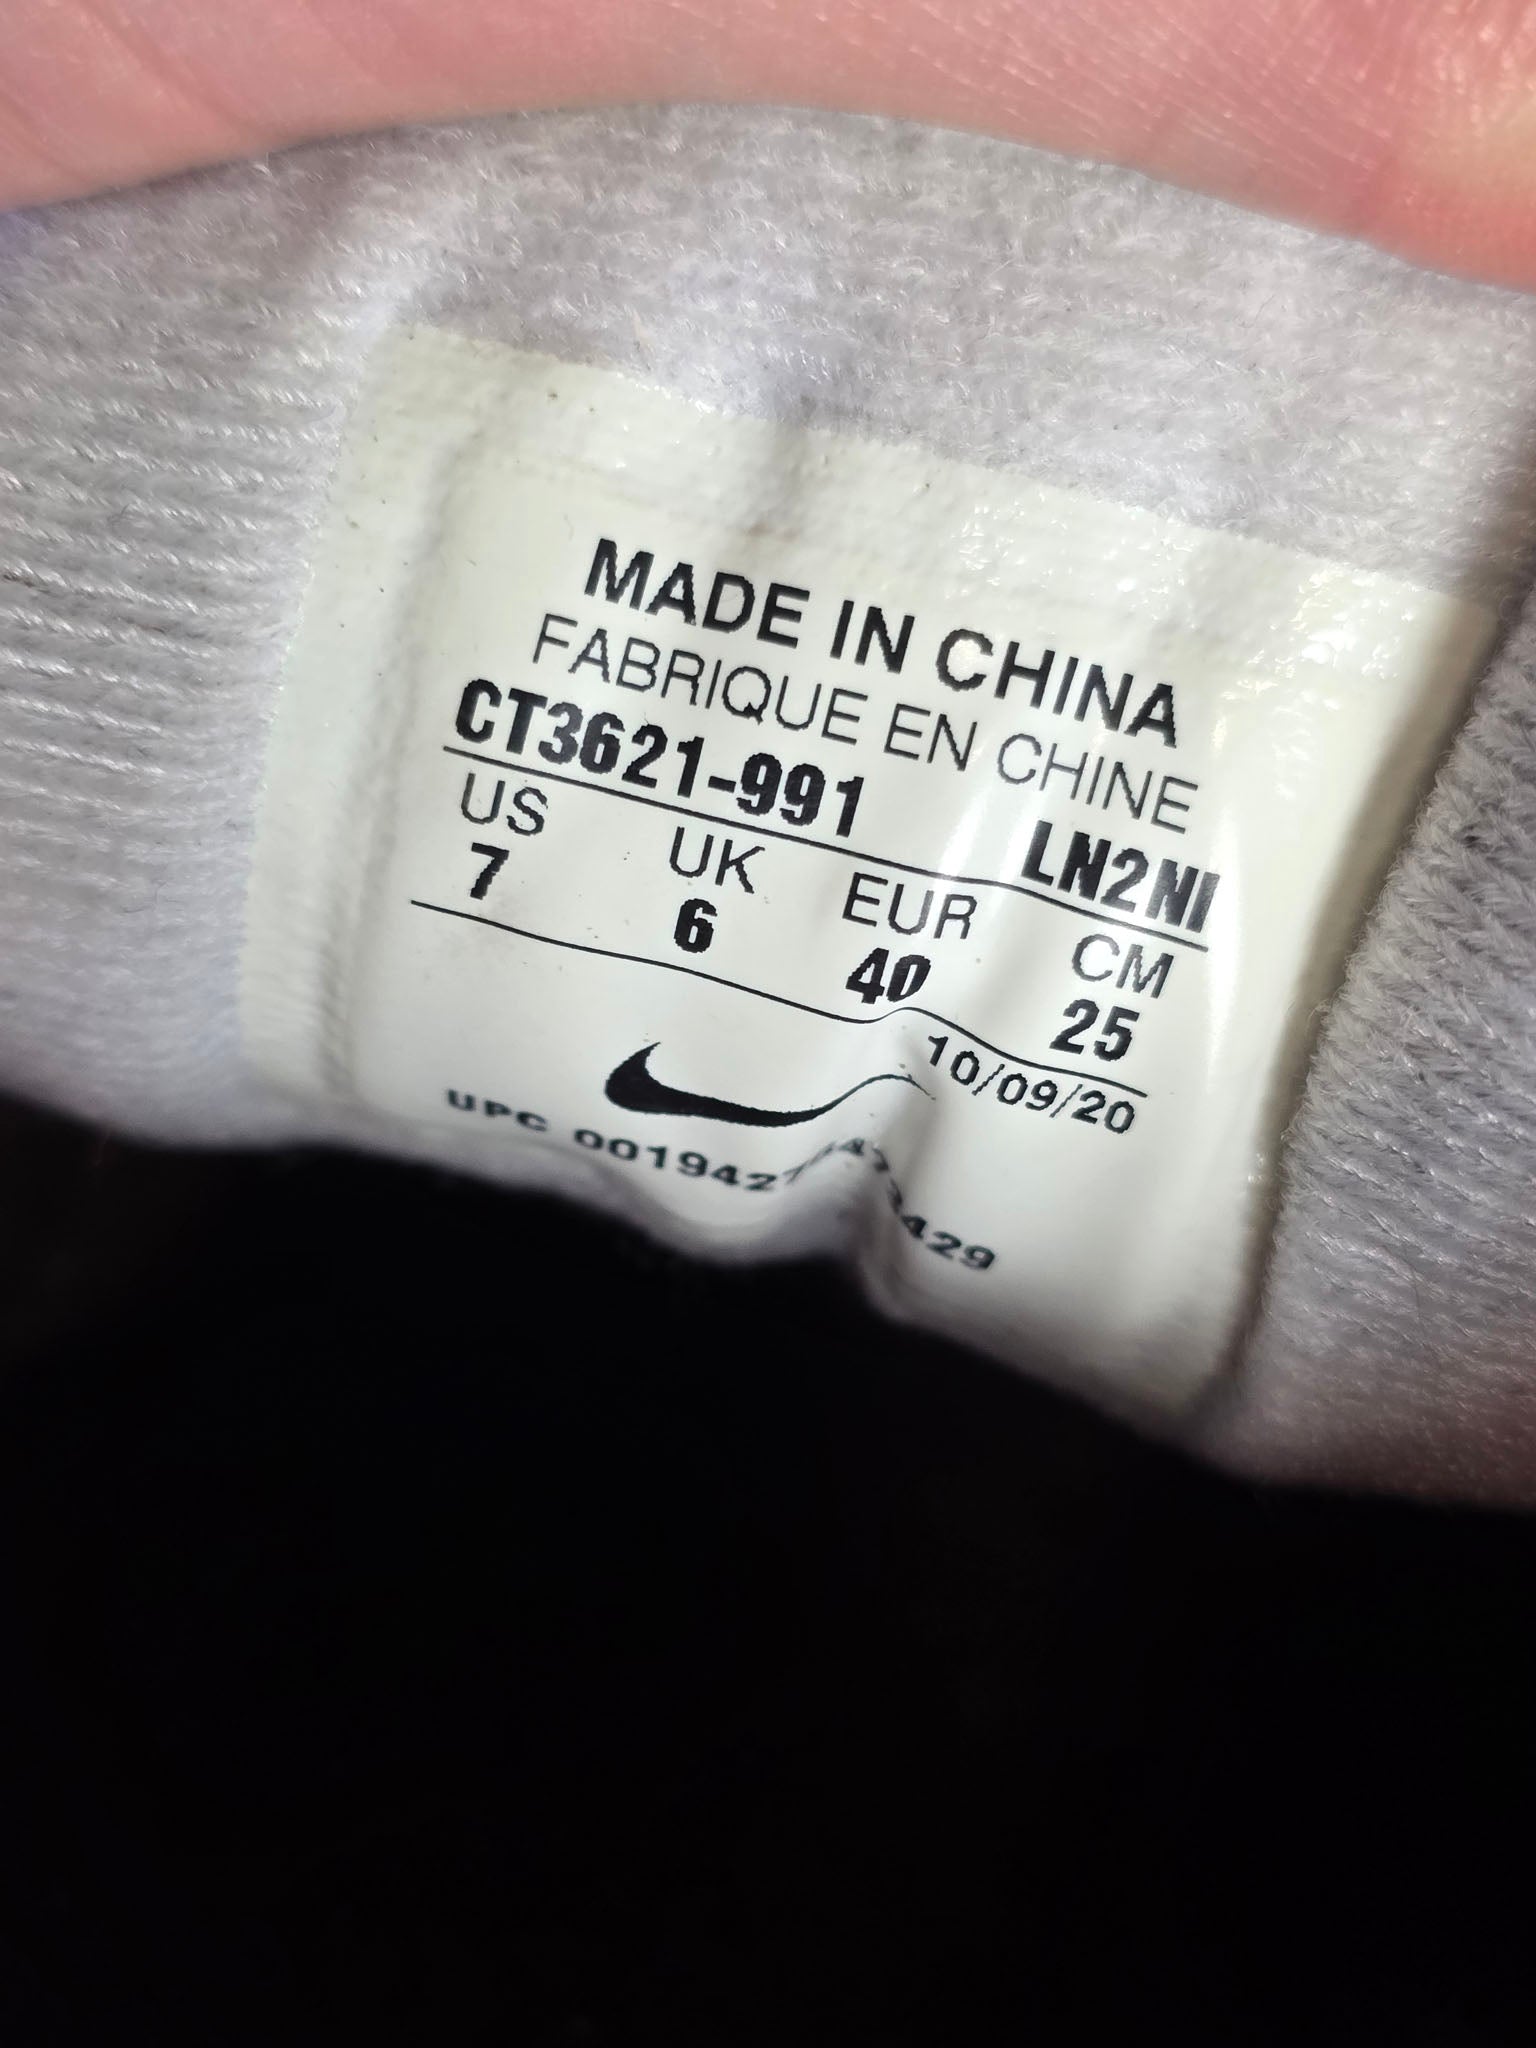 MADE IN CHINA
FABRIQUE EN CHINE
CT3621-991 LN2NI
US UK EUR CM
7 6 40 25
10/09/20
UPC